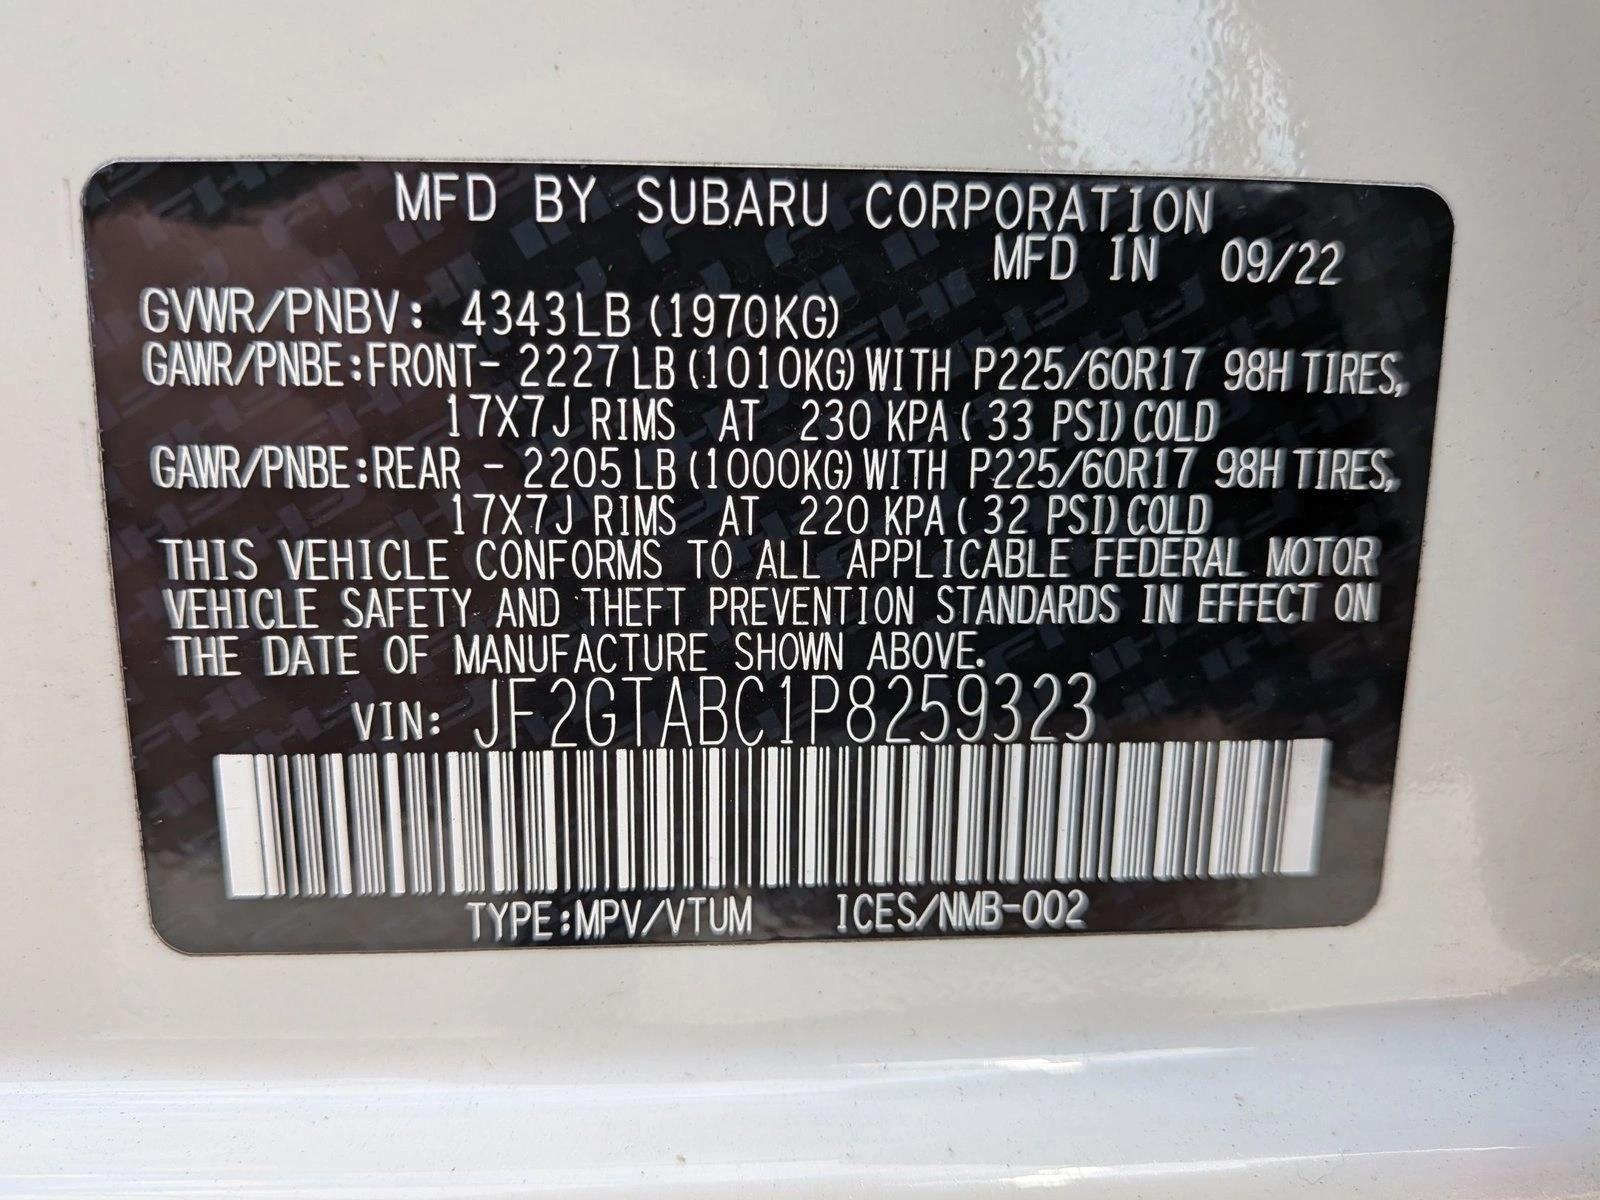 MFD BY SUBARU CORPORATION
MFD IN 09/22
GVWR/PNBV: 4343LB (1970KG)
GAWR/PNBE:FRONT- 2227LB (1010KG) WITH P225/60R17 98H TIRES,
17X7J RIMS AT 230 KPA ( 33 PSI) COLD
GAWR/PNBE:REAR - 2205LB (1000KG) WITH P225/60R17 98H TIRES,
17X7J RIMS AT 220 KPA ( 32 PSI) COLD
THIS VEHICLE CONFORMS TO ALL APPLICABLE FEDERAL MOTOR
VEHICLE SAFETY AND THEFT PREVENTION STANDARDS IN EFFECT ON
THE DATE OF MANUFACTURE SHOWN ABOVE.
VIN: JF2GTABC1P8259323
TYPE:MPV/VTUM ICES/NMB-002